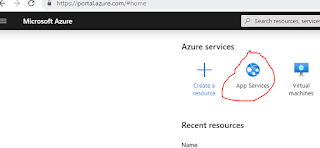 https://portal.azure.com/#home
Microsoft Azure
Search resources, services
Azure services
Create a resource
App Services
Virtual machines
Recent resources
Name